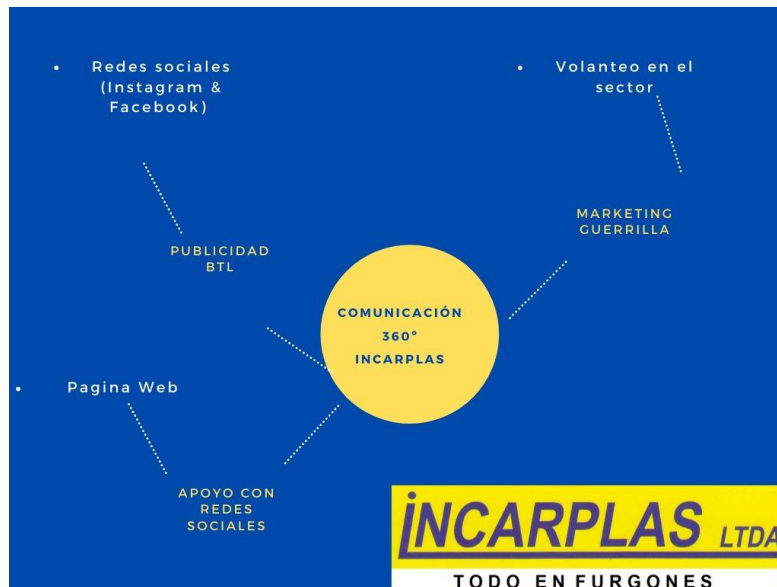 • Redes sociales
(Instagram &
Facebook)
• Volanteo en el
sector
MARKETING
GUERRILLA
PUBLICIDAD
BTL
COMUNICACIÓN
360°
INCARPLAS
• Pagina Web
APOYO CON
REDES
SOCIALES
INCARPLAS LTDA
TODO EN FURGONES